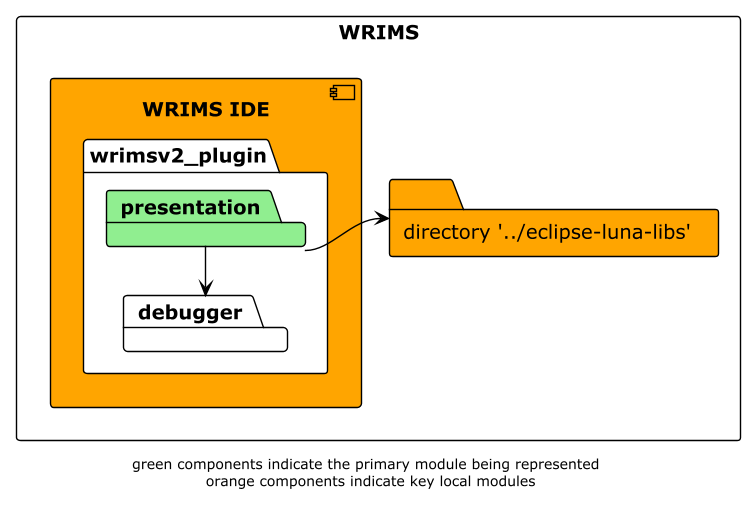 WRIMS
WRIMS IDE
wrimsv2_plugin
presentation
directory '../eclipse-luna-libs'
debugger
green components indicate the primary module being represented
orange components indicate key local modules